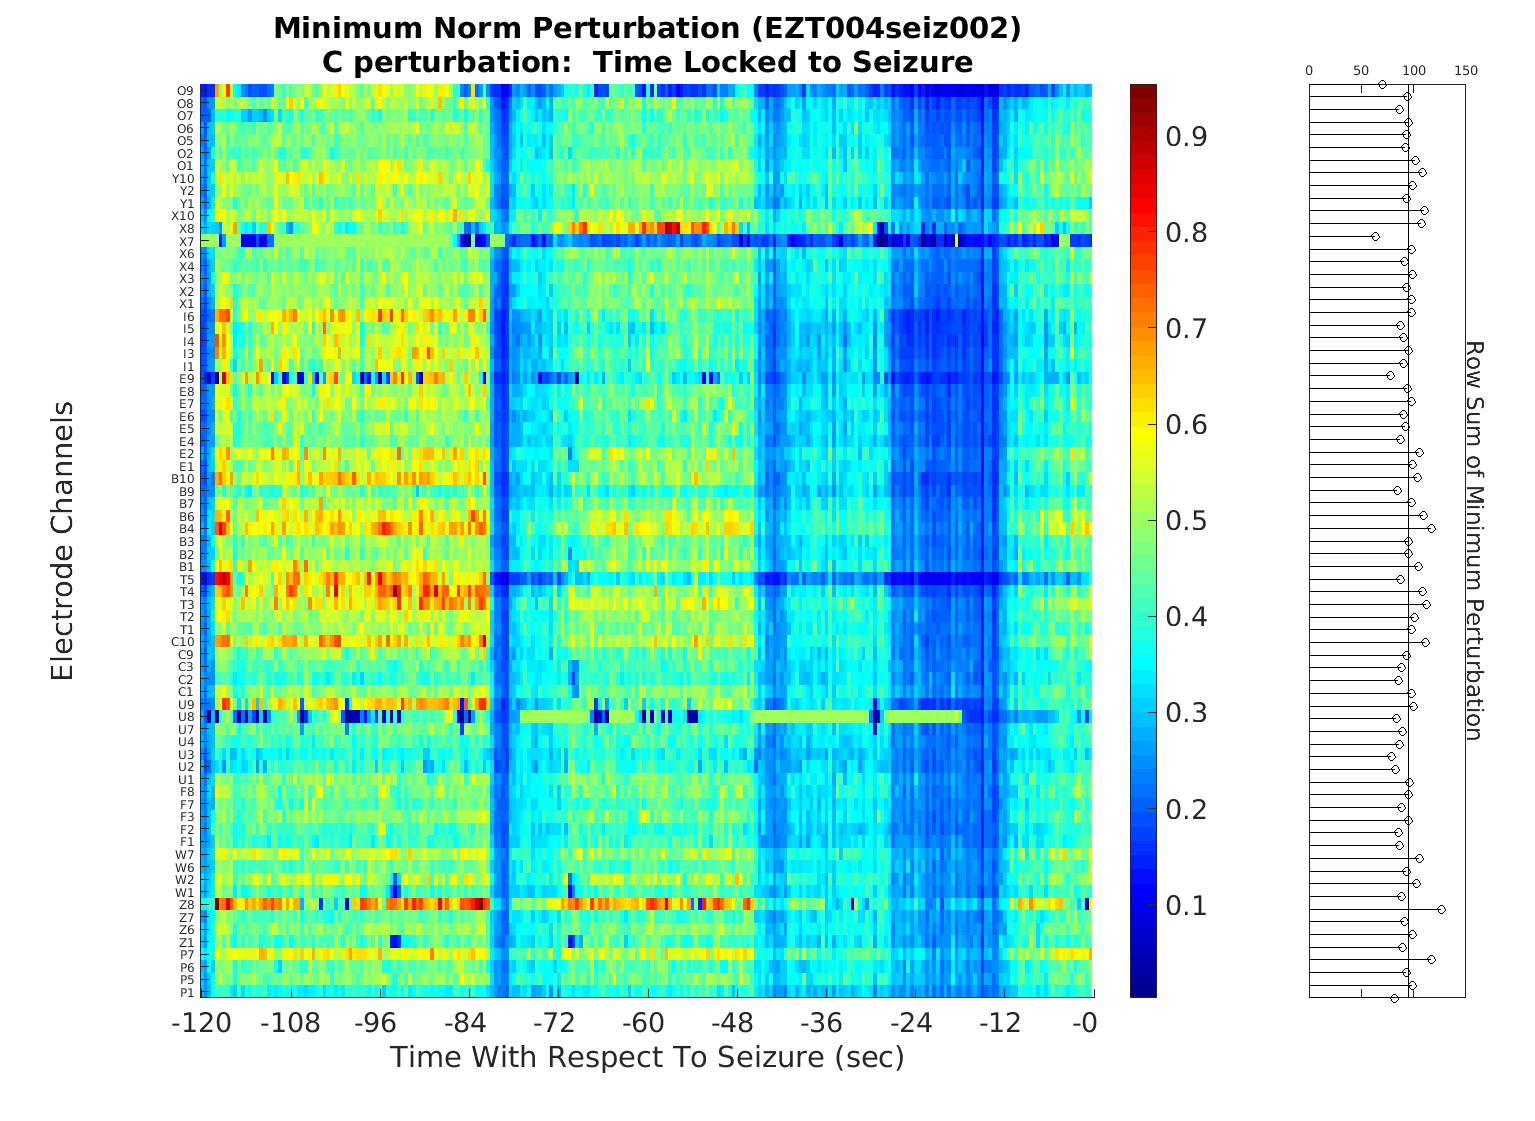 Minimum Norm Perturbation (EZT004seiz002)
C perturbation:  Time Locked to Seizure
0 50 100 150
O9
O8
O7
O6
O5
O2
O1
Y10
Y2
Y1
X10
X8
X7
X6
X4
X3
X2
X1
I6
I5
I4
I3
I1
E9
E8
E7
E6
E5
E4
E2
E1
B10
B9
B7
B6
B4
B3
B2
B1
T5
T4
T3
T2
T1
C10
C9
C3
C2
C1
U9
U8
U7
U4
U3
U2
U1
F8
F7
F3
F2
F1
W7
W6
W2
W1
Z8
Z7
Z6
Z1
P7
P6
P5
P1
Electrode Channels
-120 -108 -96 -84 -72 -60 -48 -36 -24 -12 -0
Time With Respect To Seizure (sec)
0.9
0.8
0.7
0.6
0.5
0.4
0.3
0.2
0.1
Row Sum of Minimum Perturbation